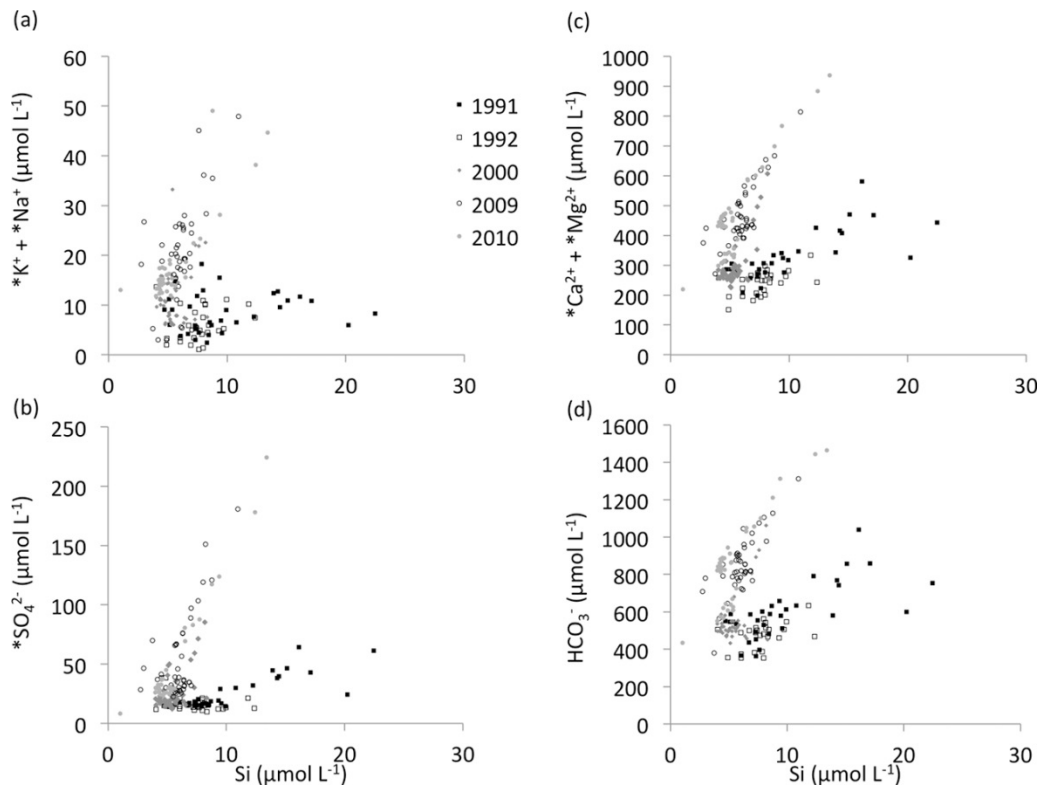 (a)
*K⁺ + *Na⁺ (µmol L⁻¹)
60
50
40
30
20
10
0
0 10 20 30
1991
1992
2000
2009
2010
(c)
*Ca²⁺ + *Mg²⁺ (µmol L⁻¹)
1000
900
800
700
600
500
400
300
200
100
0
0 10 20 30
(b)
*SO₄²⁻ (µmol L⁻¹)
250
200
150
100
50
0
0 10 20 30
Si (µmol L⁻¹)
(d)
HCO₃⁻ (µmol L⁻¹)
1600
1400
1200
1000
800
600
400
200
0
0 10 20 30
Si (µmol L⁻¹)